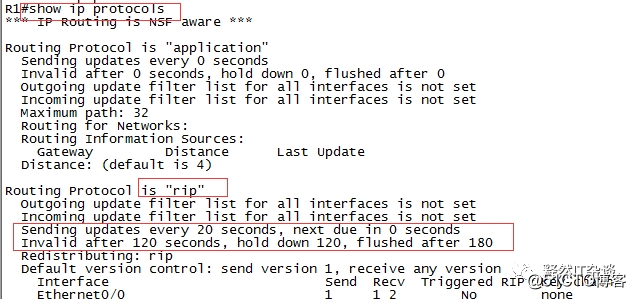 R1#show ip protocols
*** IP Routing is NSF aware ***
Routing Protocol is "application"
Sending updates every 0 seconds
Invalid after 0 seconds, hold down 0, flushed after 0
Outgoing update filter list for all interfaces is not set
Incoming update filter list for all interfaces is not set
Maximum path: 32
Routing for Networks:
Routing Information Sources:
Gateway Distance Last Update
Distance: (default is 4)
Routing Protocol is "rip"
Outgoing update filter list for all interfaces is not set
Incoming update filter list for all interfaces is not set
Sending updates every 20 seconds, next due in 0 seconds
Invalid after 120 seconds, hold down 120, flushed after 180
Redistributing: rip
Default version control: send version 1, receive any version
Interface Send Recv Triggered RIP
Ethernet0/0 1 1 2 No none